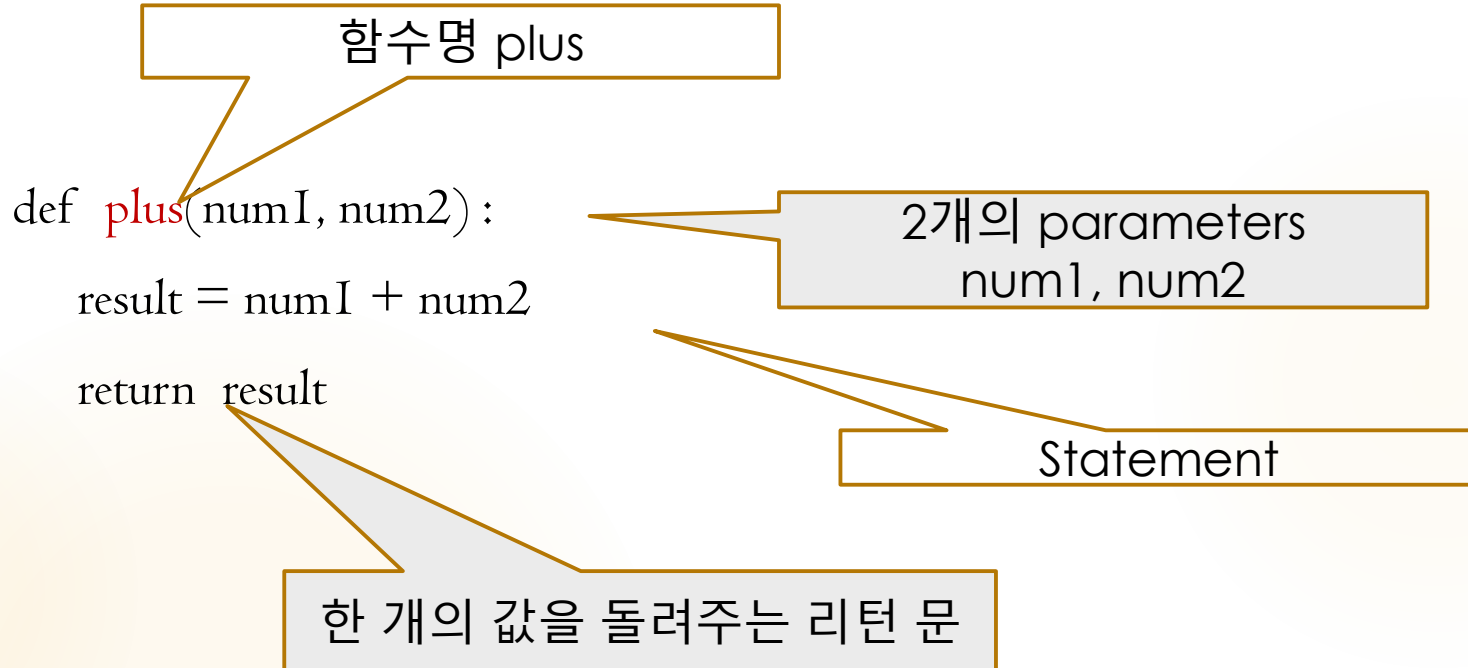 함수명 plus
def plus(num1, num2) :
2개의 parameters
num1, num2
result = num1 + num2
return result
Statement
한 개의 값을 돌려주는 리턴 문